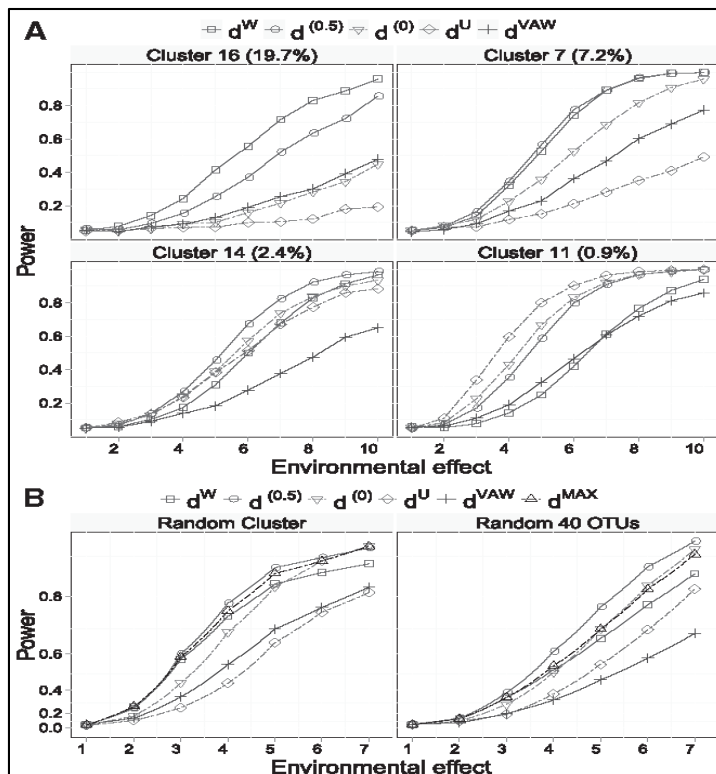 A
d^W d^(0.5) d^(0) d^U d^VAW
Cluster 16 (19.7%) Cluster 7 (7.2%)
0.8
0.6
0.4
0.2
Cluster 14 (2.4%) Cluster 11 (0.9%)
0.8
0.6
0.4
0.2
Power
2 4 6 8 10 2 4 6 8 10
Environmental effect Environmental effect
B
d^W d^(0.5) d^(0) d^U d^VAW d^MAX
Random Cluster Random 40 OTUs
0.8
0.6
0.4
0.2
0.0
Power
1 2 3 4 5 6 7 1 2 3 4 5 6 7
Environmental effect Environmental effect